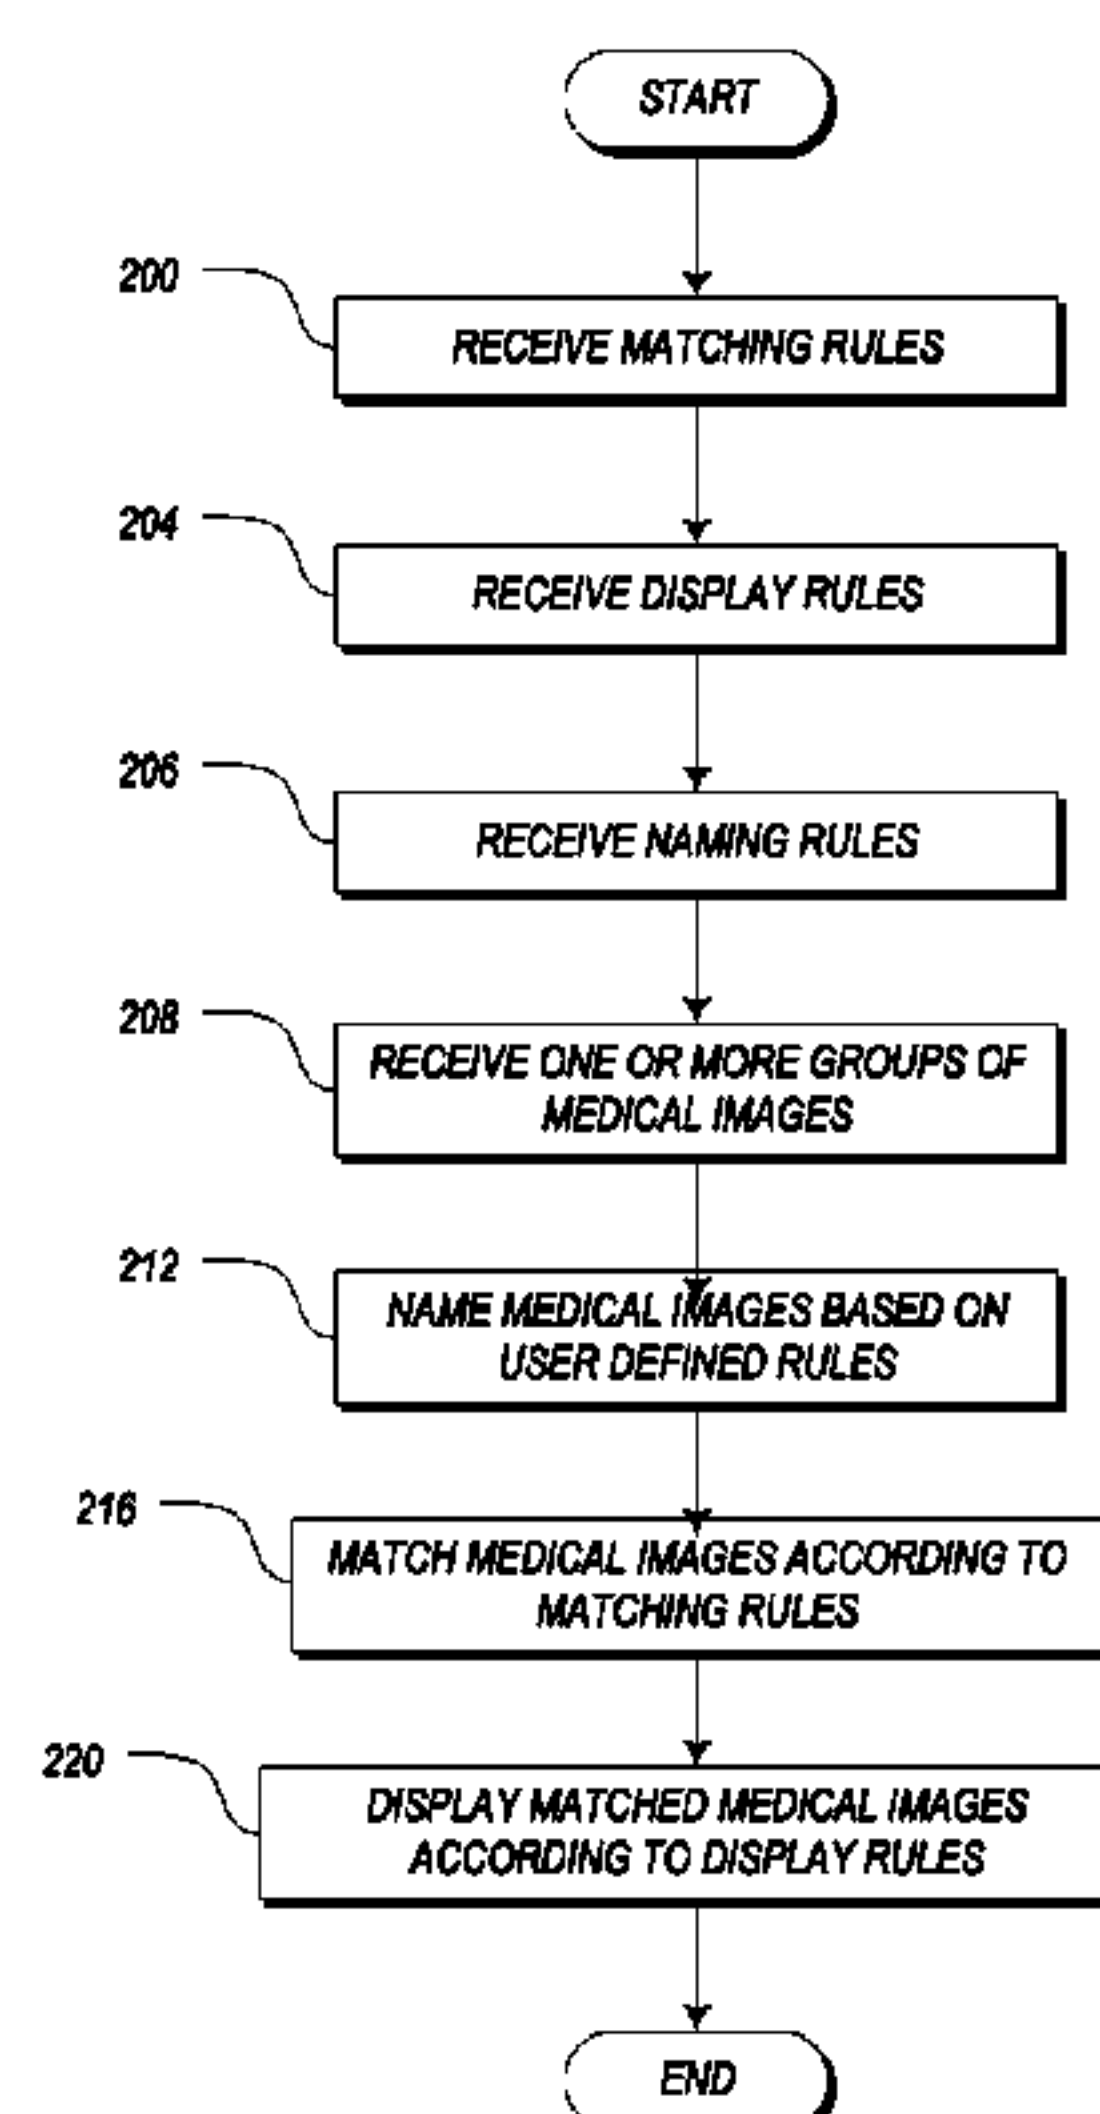 START
200
RECEIVE MATCHING RULES
204
RECEIVE DISPLAY RULES
206
RECEIVE NAMING RULES
208
RECEIVE ONE OR MORE GROUPS OF
MEDICAL IMAGES
212
NAME MEDICAL IMAGES BASED ON
USER DEFINED RULES
216
MATCH MEDICAL IMAGES ACCORDING TO
MATCHING RULES
220
DISPLAY MATCHED MEDICAL IMAGES
ACCORDING TO DISPLAY RULES
END